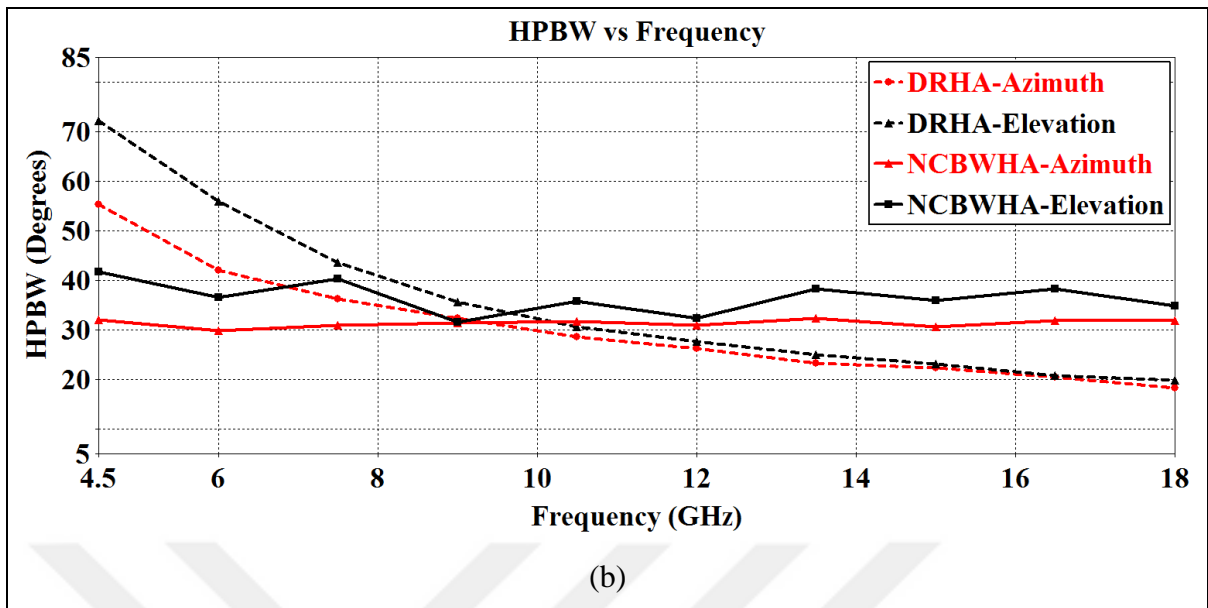 HPBW vs Frequency
85
70
60
50
40
30
20
5
HPBW (Degrees)
DRHA-Azimuth
DRHA-Elevation
NCBWHA-Azimuth
NCBWHA-Elevation
4.5 6 8 10 12 14 16 18
Frequency (GHz)
(b)